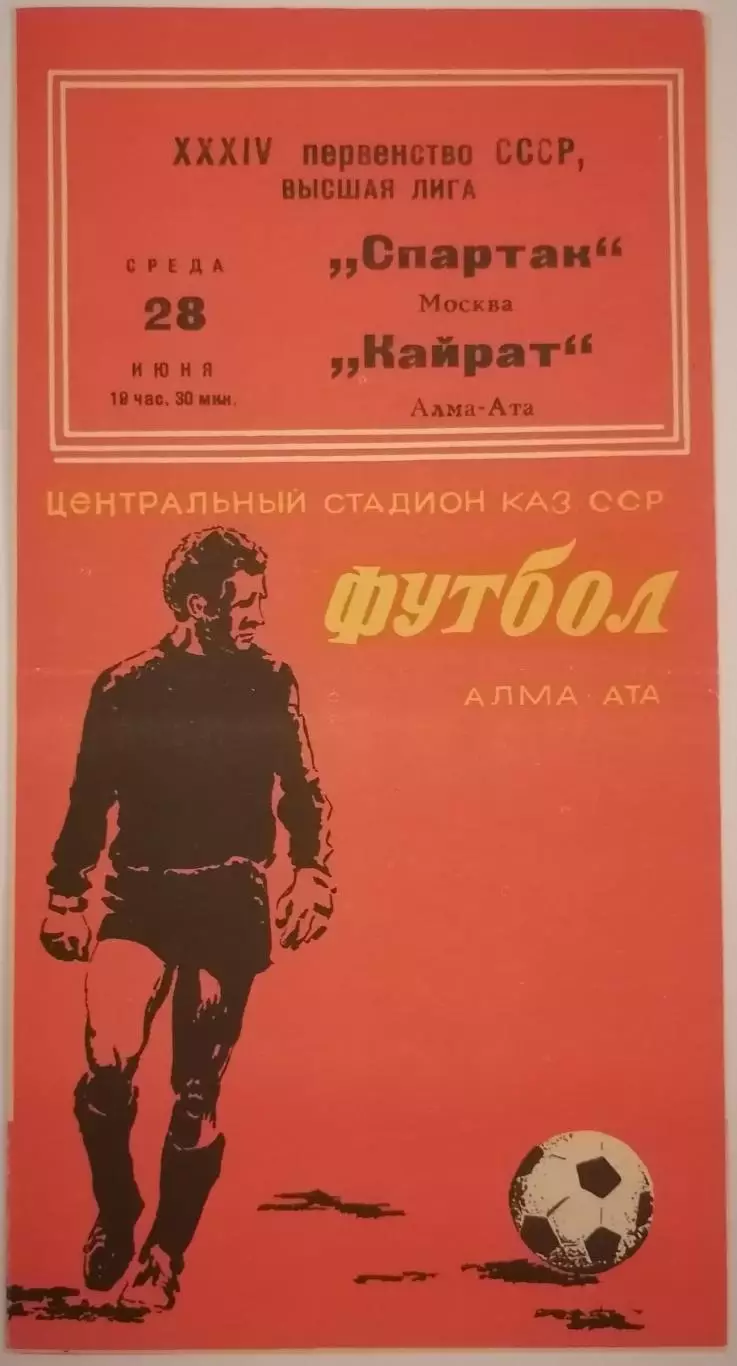 XXXIV первенство СССР,
ВЫСШАЯ ЛИГА
СРЕДА
28
ИЮНЯ
19 час. 30 мин.
„Спартак“
Москва
„Кайрат“
Алма-Ата
ЦЕНТРАЛЬНЫЙ СТАДИОН КАЗ ССР
ФУТБОЛ
АЛМА-АТА